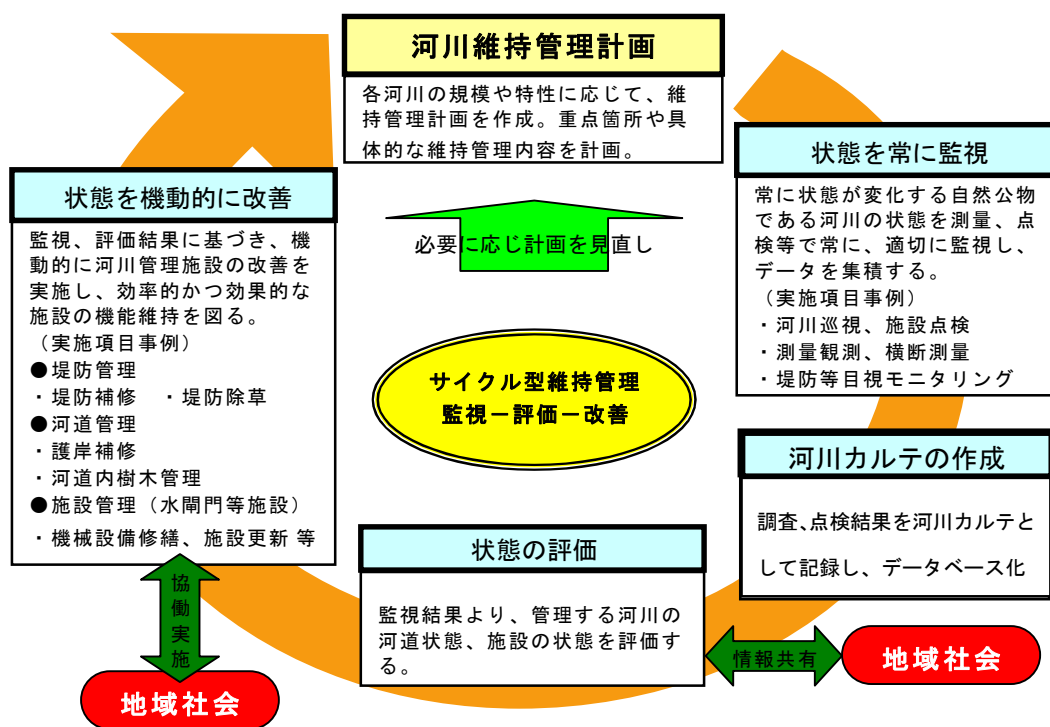 河川維持管理計画
各河川の規模や特性に応じて、維
持管理計画を作成。重点箇所や具
体的な維持管理内容を計画。
状態を常に監視
常に状態が変化する自然公物
である河川の状態を測量、点
検等で常に、適切に監視し、
データを集積する。
（実施項目事例）
・河川巡視、施設点検
・測量観測、横断測量
・堤防等目視モニタリング
河川カルテの作成
調査、点検結果を河川カルテと
して記録し、データベース化
状態の評価
監視結果より、管理する河川の
河道状態、施設の状態を評価す
る。
情報共有
地域社会
状態を機動的に改善
監視、評価結果に基づき、機
動的に河川管理施設の改善を
実施し、効率的かつ効果的な
施設の機能維持を図る。
（実施項目事例）
●堤防管理
・堤防補修　・堤防除草
●河道管理
・護岸補修
・河道内樹木管理
●施設管理（水閘門等施設）
・機械設備修繕、施設更新 等
協働実施
地域社会
必要に応じ計画を見直し
サイクル型維持管理
監視－評価－改善